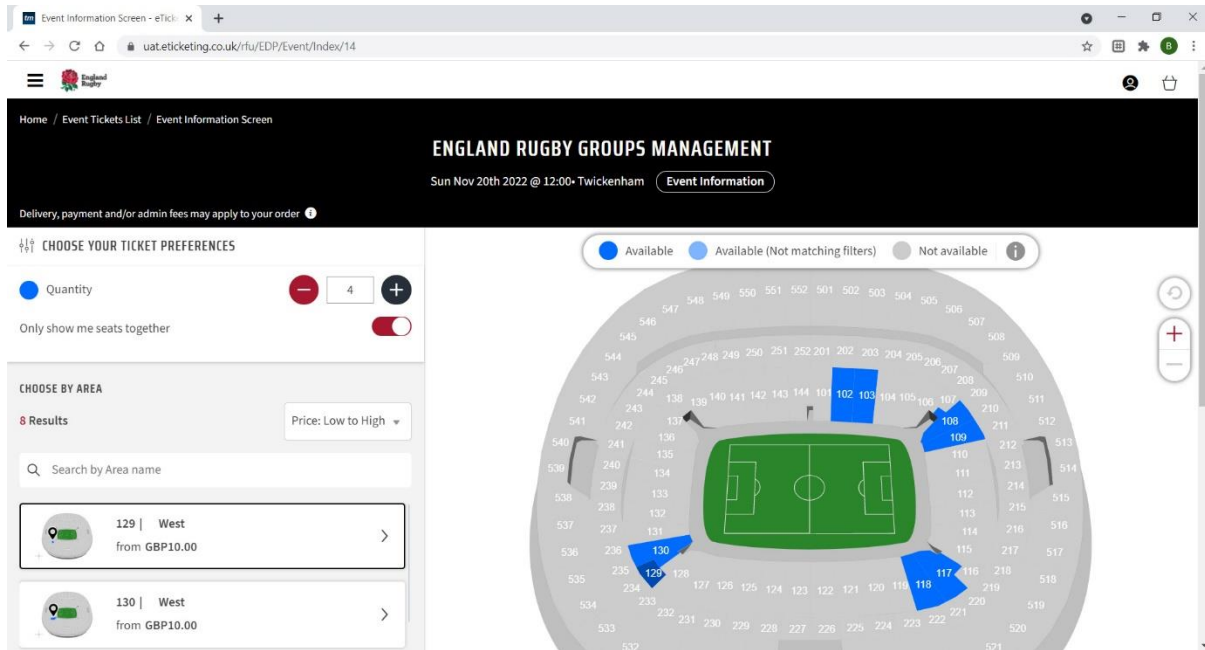 tm Event Information Screen - eTick
uat.eticketing.co.uk/rfu/EDP/Event/Index/14
B
England
Rugby
Home / Event Tickets List / Event Information Screen
ENGLAND RUGBY GROUPS MANAGEMENT
Sun Nov 20th 2022 @ 12:00• Twickenham Event Information
Delivery, payment and/or admin fees may apply to your order i
CHOOSE YOUR TICKET PREFERENCES
Quantity − 4 +
Only show me seats together
CHOOSE BY AREA
8 Results Price: Low to High
Search by Area name
129 | West
from GBP10.00
130 | West
from GBP10.00
Available Available (Not matching filters) Not available i
547 548 549 550 551 552 501 502 503 504 505 506
546 507
545 508
544 246 247 248 249 250 251 252 201 202 203 204 205 206 207 509
543 245 208 510
542 244 138 139 140 141 142 143 144 101 102 103 104 105 106 107 209 511
243 210
541 242 137 108 211 512
540 241 136 109 212 513
135 110
539 240 134 111 213 514
239 214
538 133 112 515
238 132 113 215
537 237 131 114 216 516
536 236 130 115 217 517
535 235 129 128 117 116 218 518
234 127 126 125 124 123 122 121 120 119 118 219
534 233 220 519
232 231 230 229 228 227 226 225 224 223 222 221
533 520
532 521